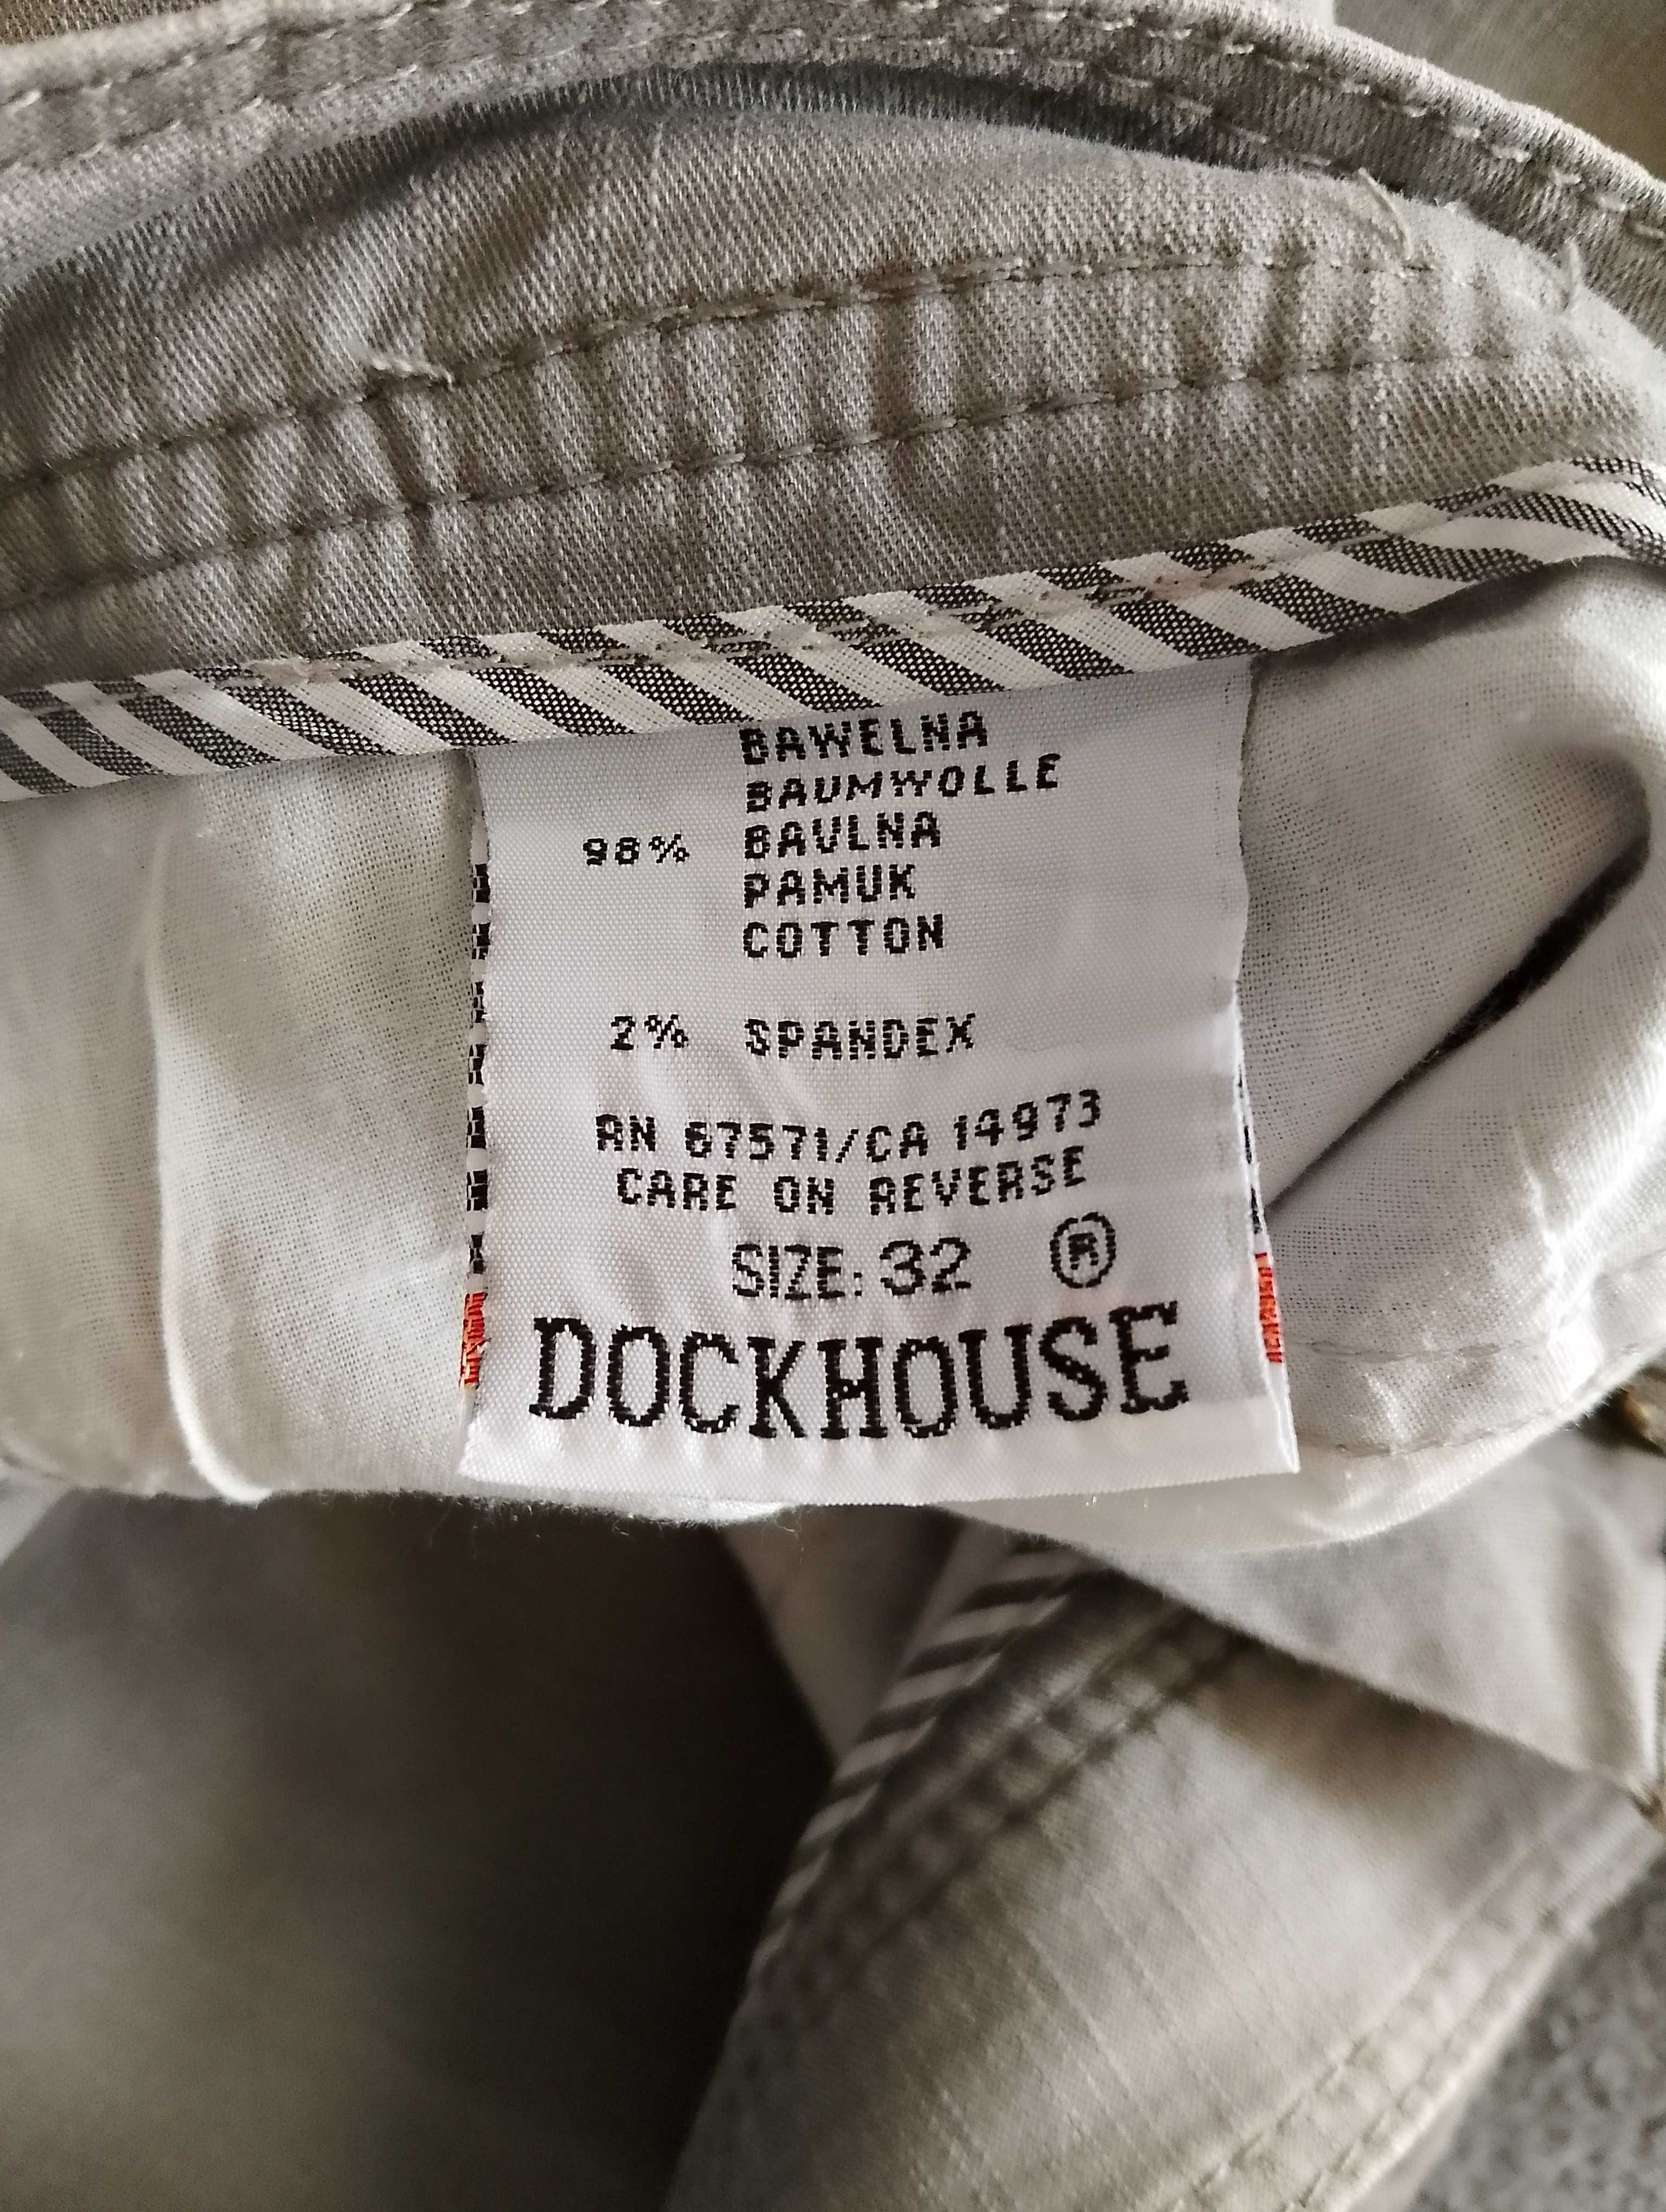 BAWELNA
BAUMWOLLE
98% BAVLNA
PAMUK
COTTON
2% SPANDEX
RN 67571/CA 14973
CARE ON REVERSE
SIZE: 32 ®
DOCKHOUSE